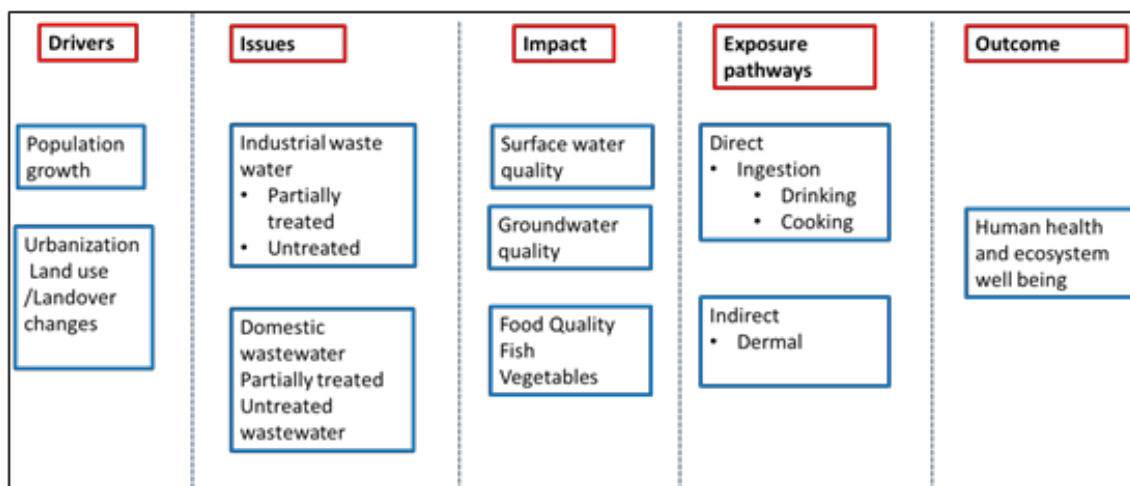 Drivers
Population
growth
Urbanization
Land use
/Landover
changes
Issues
Industrial waste
water
• Partially
treated
• Untreated
Domestic
wastewater
Partially treated
Untreated
wastewater
Impact
Surface water
quality
Groundwater
quality
Food Quality
Fish
Vegetables
Exposure
pathways
Direct
• Ingestion
• Drinking
• Cooking
Indirect
• Dermal
Outcome
Human health
and ecosystem
well being